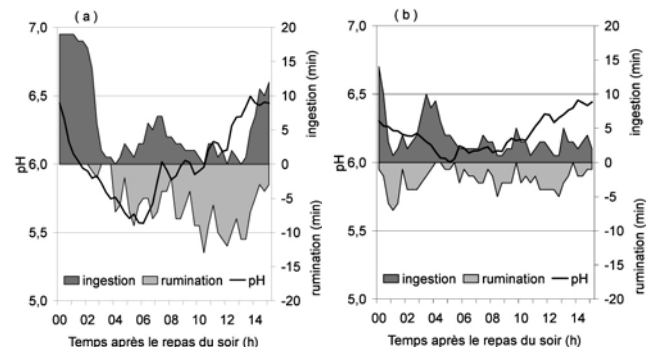 ( a )
7,0
6,5
6,0
5,5
5,0
pH
20
15
10
5
0
-5
-10
-15
-20
ingestion (min)
rumination (min)
ingestion rumination pH
00 02 04 06 08 10 12 14
Temps après le repas du soir (h)
( b )
7,0
6,5
6,0
5,5
5,0
pH
20
15
10
5
0
-5
-10
-15
-20
ingestion (min)
rumination (min)
ingestion rumination pH
00 02 04 06 08 10 12 14
Temps après le repas du soir (h)